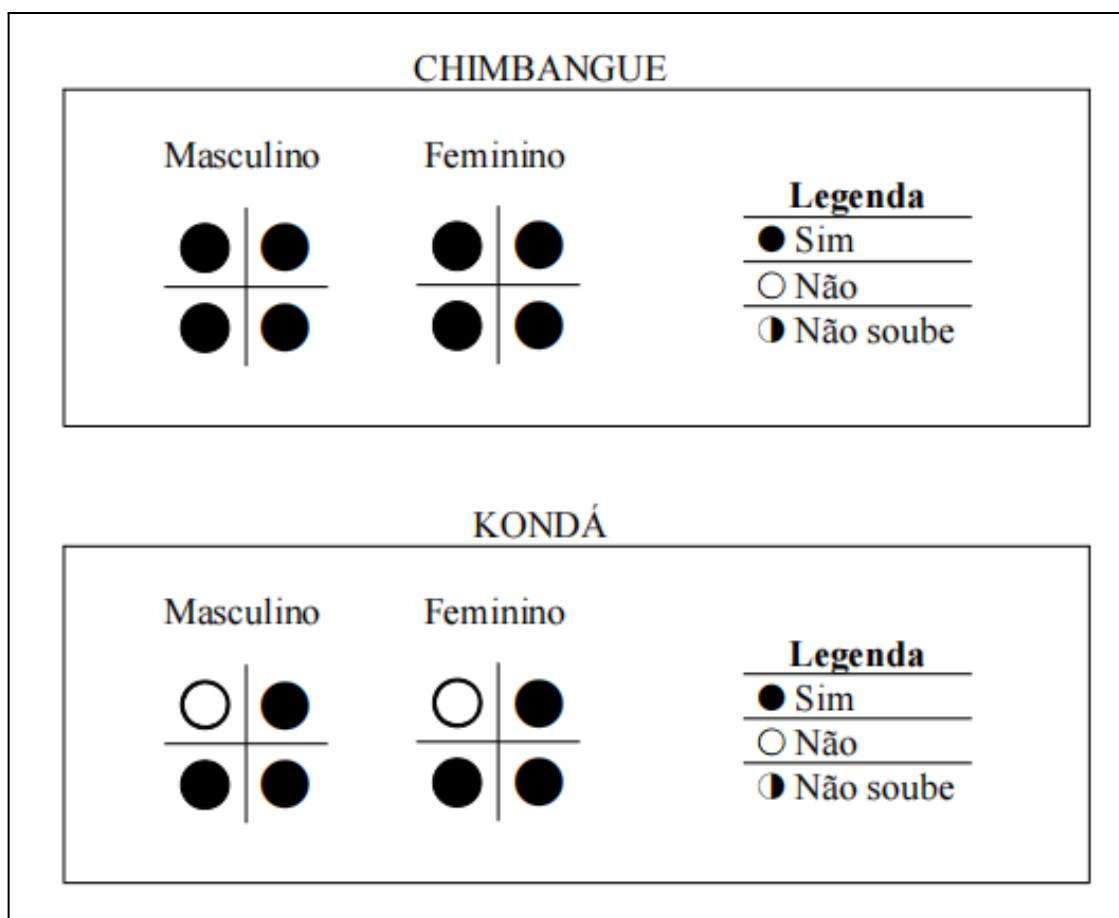 CHIMBANGUE
Masculino Feminino
Legenda
Sim
Não
Não soube
KONDÁ
Masculino Feminino
Legenda
Sim
Não
Não soube